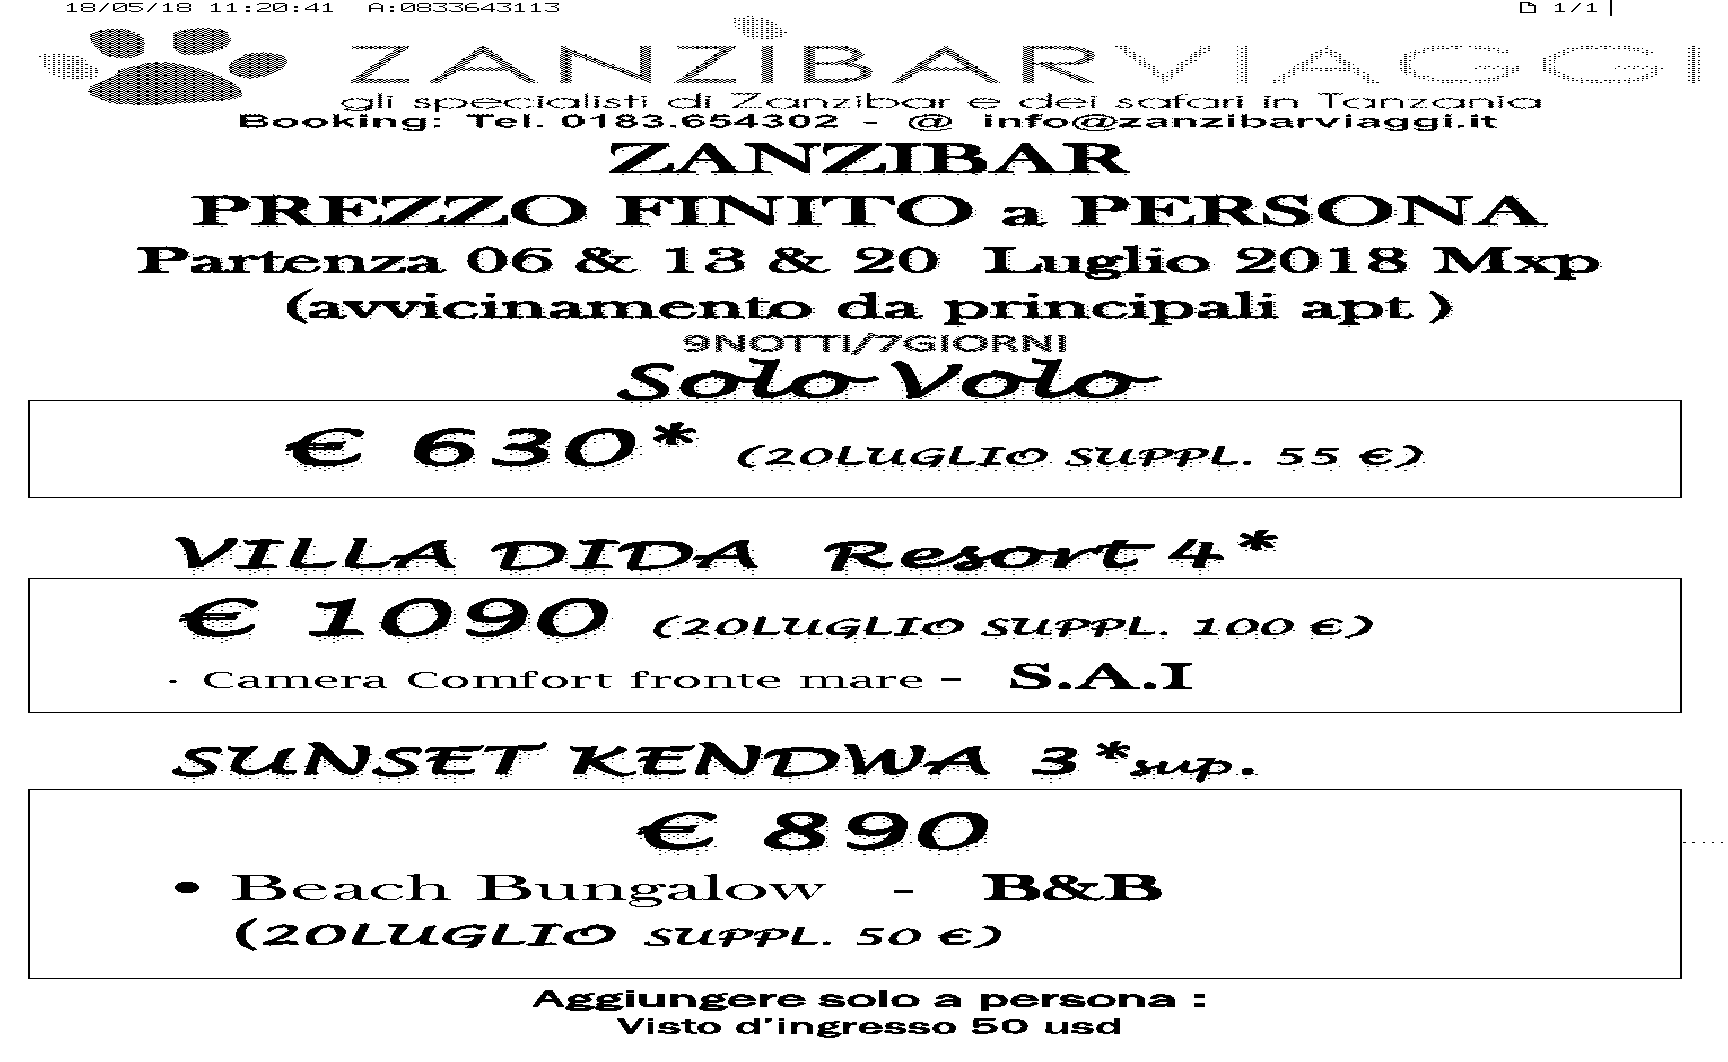 18/05/18 11:20:41 A:0833643113 1/1
ZANZIBARVIAGGI
gli specialisti di Zanzibar e dei safari in Tanzania
Booking: Tel. 0183.654302 - @ info@zanzibarviaggi.it
ZANZIBAR
PREZZO FINITO a PERSONA
Partenza 06 & 13 & 20 Luglio 2018 Mxp
(avvicinamento da principali apt )
9NOTTI/7GIORNI
Solo Volo
€ 630* (20LUGLIO SUPPL. 55 €)
VILLA DIDA Resort 4*
€ 1090 (20LUGLIO SUPPL. 100 €)
· Camera Comfort fronte mare – S.A.I
SUNSET KENDWA 3*sup.
€ 890
• Beach Bungalow - B&B
(20LUGLIO SUPPL. 50 €)
Aggiungere solo a persona :
Visto d'ingresso 50 usd